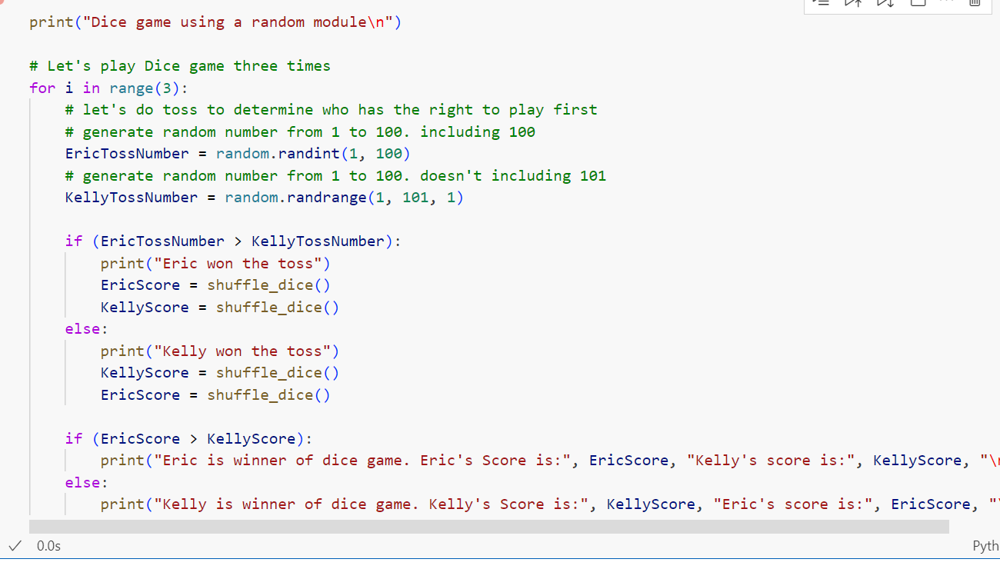 print("Dice game using a random module\n")
# Let's play Dice game three times
for i in range(3):
# let's do toss to determine who has the right to play first
# generate random number from 1 to 100. including 100
EricTossNumber = random.randint(1, 100)
# generate random number from 1 to 100. doesn't including 101
KellyTossNumber = random.randrange(1, 101, 1)
if (EricTossNumber > KellyTossNumber):
print("Eric won the toss")
EricScore = shuffle_dice()
KellyScore = shuffle_dice()
else:
print("Kelly won the toss")
KellyScore = shuffle_dice()
EricScore = shuffle_dice()
if (EricScore > KellyScore):
print("Eric is winner of dice game. Eric's Score is:", EricScore, "Kelly's score is:", KellyScore, "\
else:
print("Kelly is winner of dice game. Kelly's Score is:", KellyScore, "Eric's score is:", EricScore, "
0.0s
Pyth